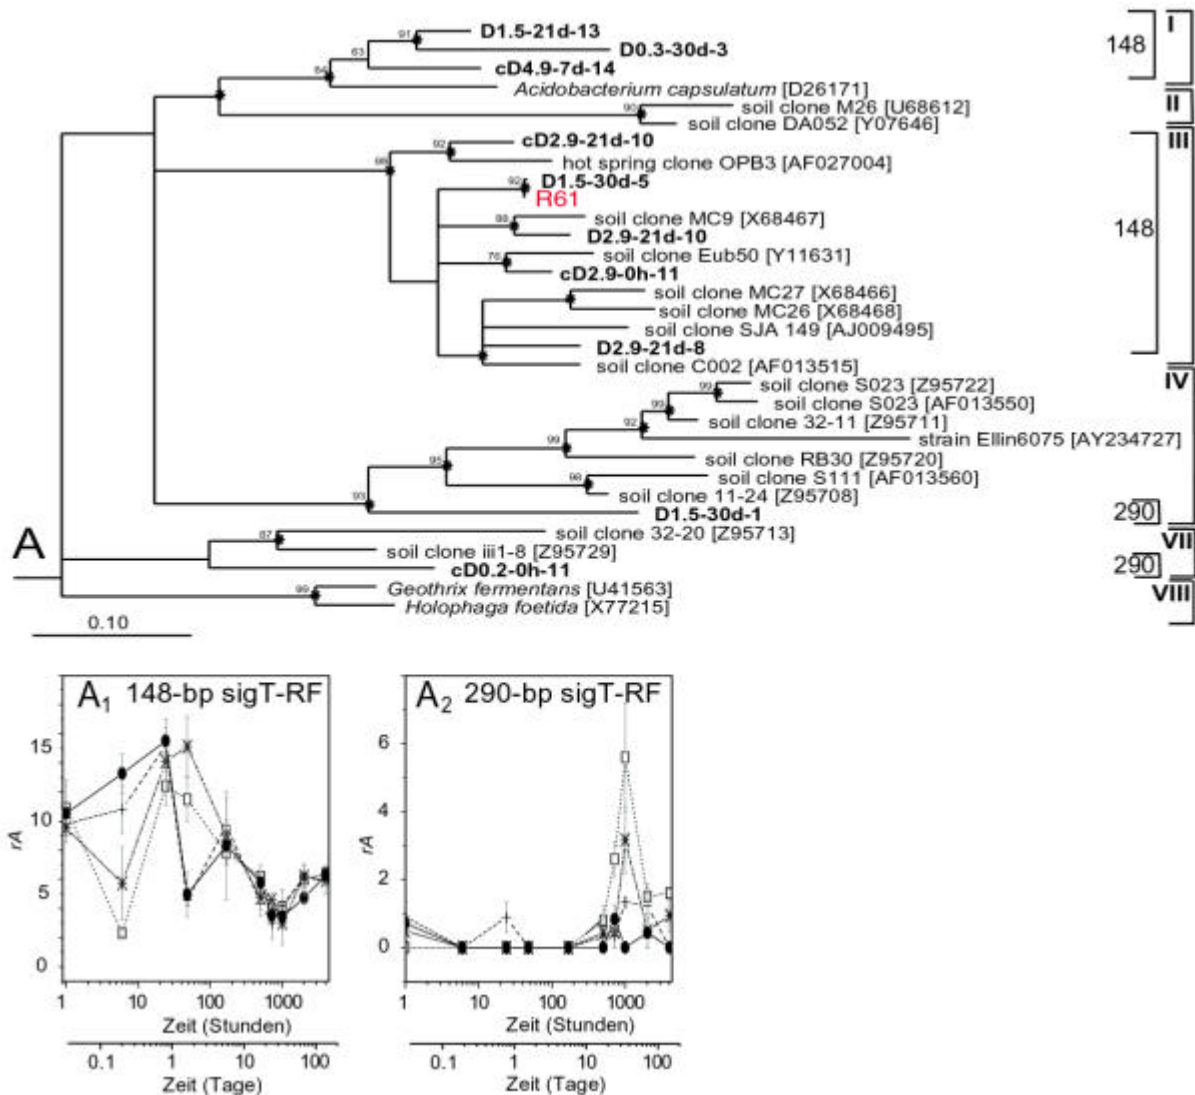 91 D1.5-21d-13
I
63 D0.3-30d-3
148
84 cD4.9-7d-14
Acidobacterium capsulatum [D26171]
90 soil clone M26 [U68612]
II
soil clone DA052 [Y07646]
92 cD2.9-21d-10
III
hot spring clone OPB3 [AF027004]
92 D1.5-30d-5
R61
soil clone MC9 [X68467]
148
D2.9-21d-10
76 soil clone Eub50 [Y11631]
cD2.9-0h-11
soil clone MC27 [X68466]
soil clone MC26 [X68468]
soil clone SJA 149 [AJ009495]
D2.9-21d-8
soil clone C002 [AF013515]
IV
99 soil clone S023 [Z95722]
99 soil clone S023 [AF013550]
92 soil clone 32-11 [Z95711]
strain Ellin6075 [AY234727]
99 soil clone RB30 [Z95720]
95 98 soil clone S111 [AF013560]
93 soil clone 11-24 [Z95708]
D1.5-30d-1
290
A 87 soil clone 32-20 [Z95713]
VII
soil clone iii1-8 [Z95729]
cD0.2-0h-11
290
99 Geothrix fermentans [U41563]
VIII
Holophaga foetida [X77215]
0.10
A1 148-bp sigT-RF
15
10
5
0
rA
1 10 100 1000
Zeit (Stunden)
0.1 1 10 100
Zeit (Tage)
A2 290-bp sigT-RF
6
4
2
0
rA
1 10 100 1000
Zeit (Stunden)
0.1 1 10 100
Zeit (Tage)